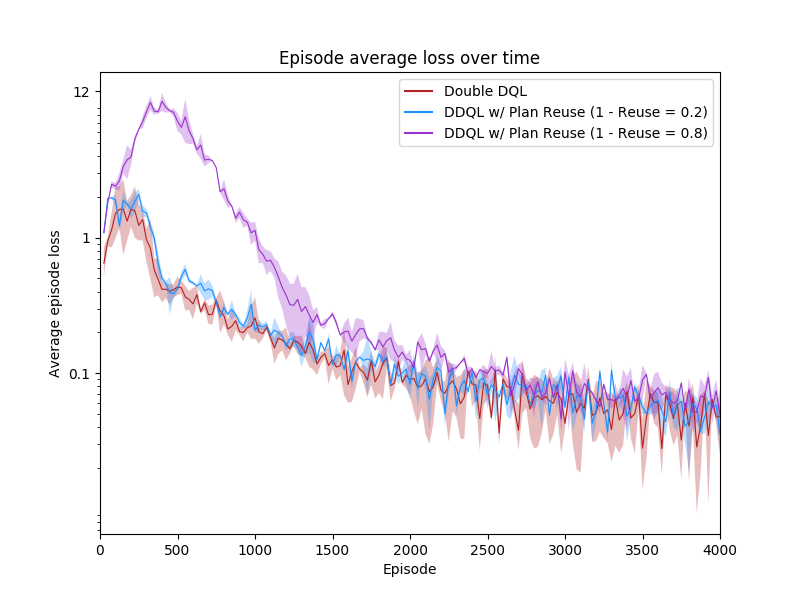 Episode average loss over time
Double DQL
DDQL w/ Plan Reuse (1 - Reuse = 0.2)
DDQL w/ Plan Reuse (1 - Reuse = 0.8)
Average episode loss
12
1
0.1
0 500 1000 1500 2000 2500 3000 3500 4000
Episode